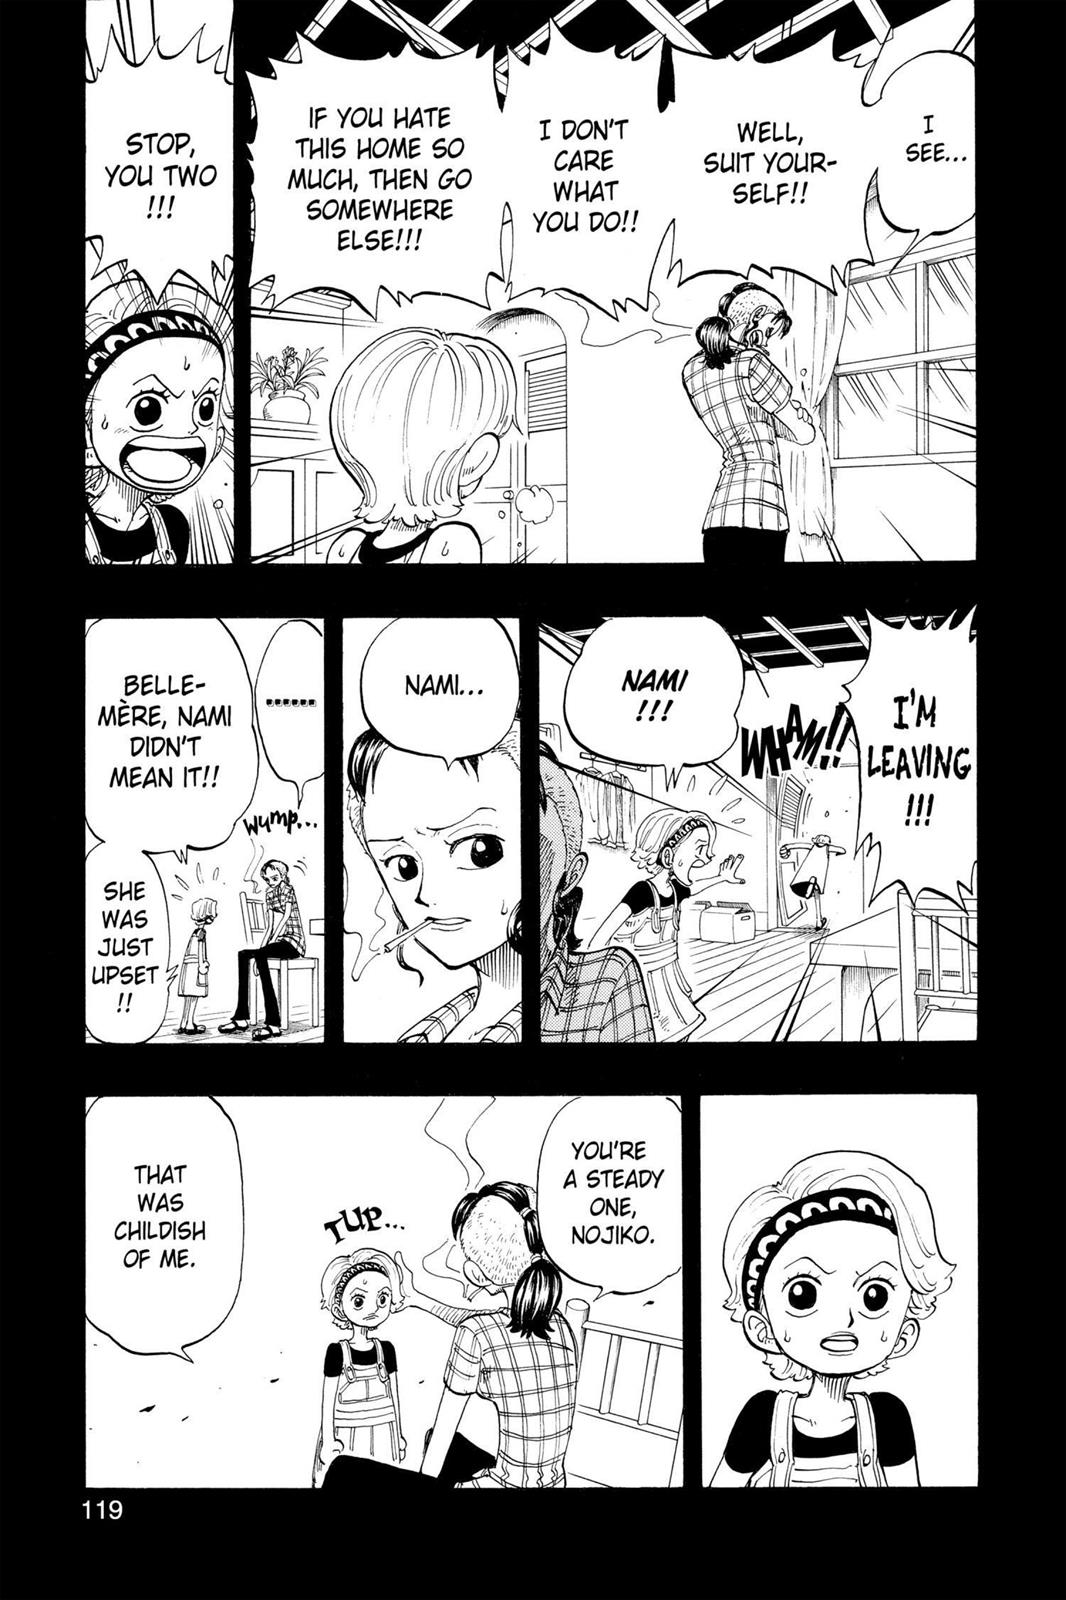 I
SEE...
WELL,
SUIT YOUR-
SELF!!
I DON'T
CARE
WHAT
YOU DO!!
IF YOU HATE
THIS HOME SO
MUCH, THEN GO
SOMEWHERE
ELSE!!!
STOP,
YOU TWO
!!!
I'M
LEAVING
!!!
WHAM!!
NAMI
!!!
NAMI...
......
WUMP...
BELLE-
MÈRE, NAMI
DIDN'T
MEAN IT!!
SHE
WAS
JUST
UPSET
!!
YOU'RE
A STEADY
ONE,
NOJIKO.
TUP...
THAT
WAS
CHILDISH
OF ME.
119